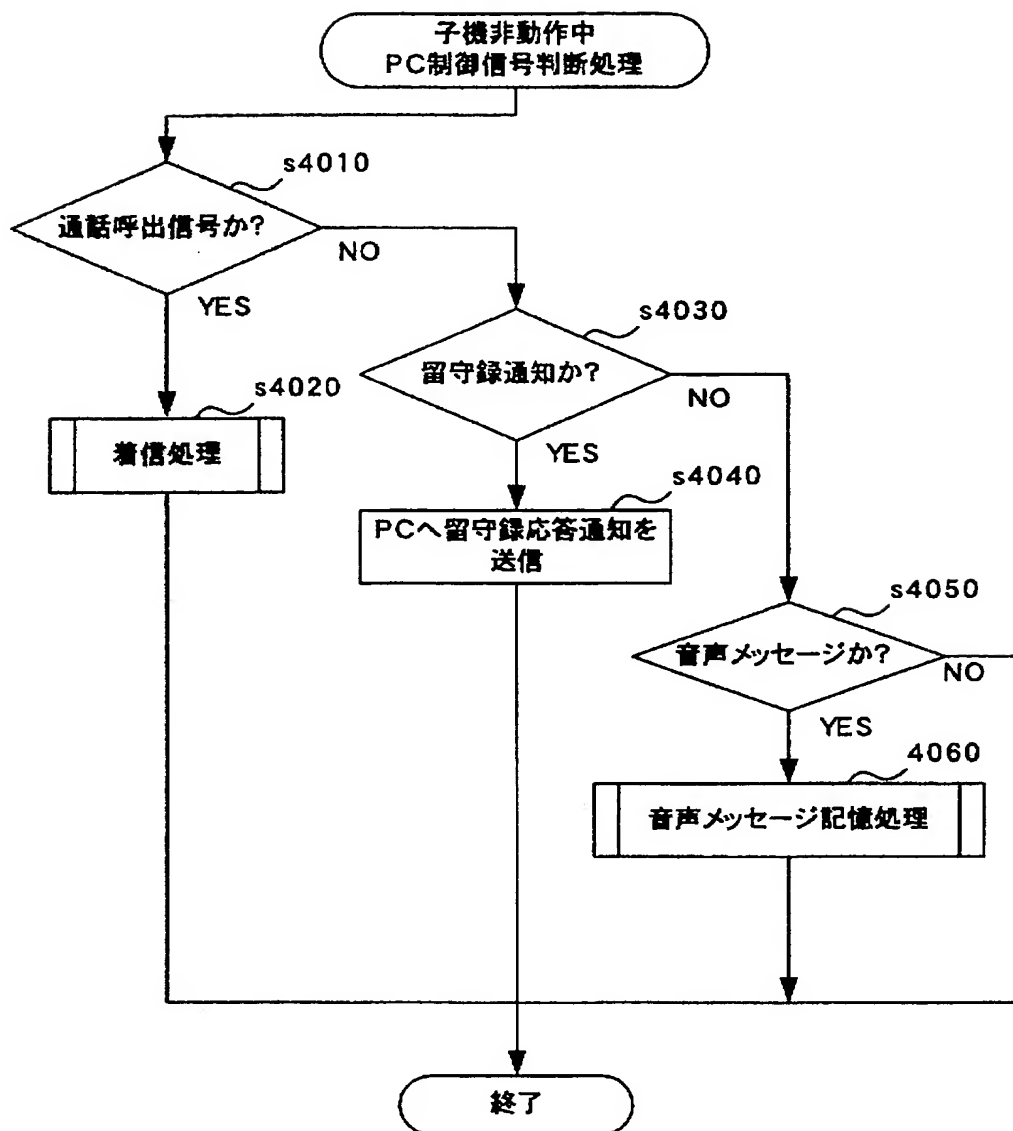 子機非動作中
PC制御信号判断処理
s4010
通話呼出信号か?
NO
YES
s4030
留守録通知か?
NO
YES
s4020
着信処理
s4040
PCへ留守録応答通知を
送信
s4050
音声メッセージか?
NO
YES
4060
音声メッセージ記憶処理
終了